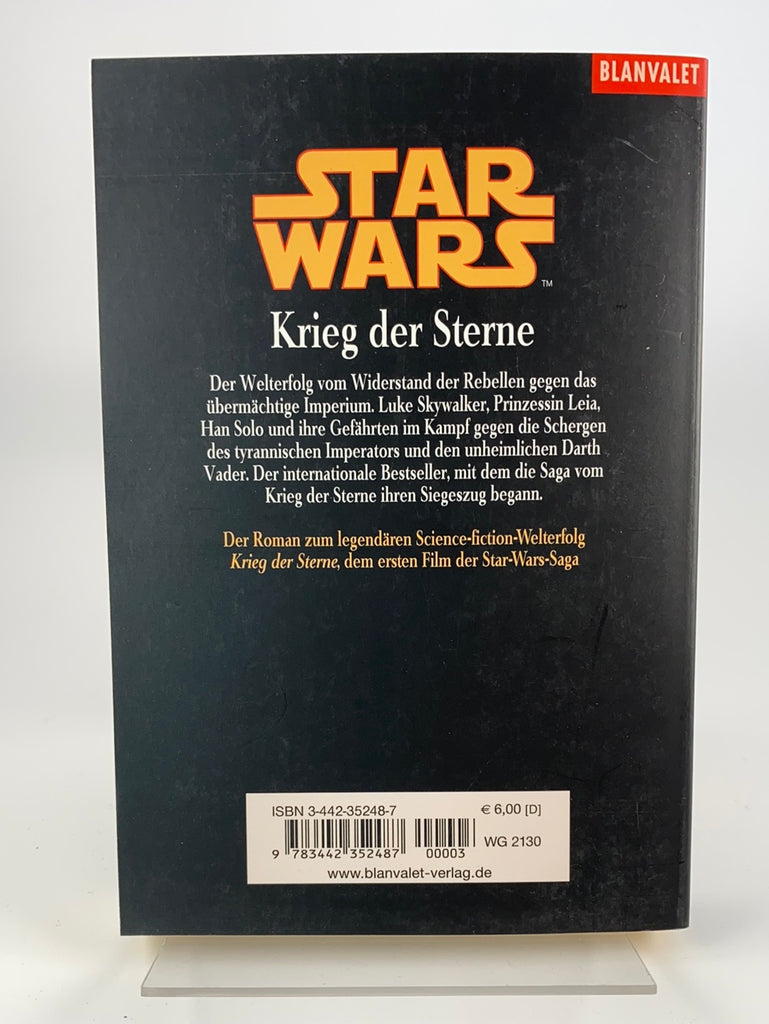 BLANVALET
STAR
WARS
TM
Krieg der Sterne
Der Welterfolg vom Widerstand der Rebellen gegen das
übermächtige Imperium. Luke Skywalker, Prinzessin Leia,
Han Solo und ihre Gefährten im Kampf gegen die Schergen
des tyrannischen Imperators und den unheimlichen Darth
Vader. Der internationale Bestseller, mit dem die Saga vom
Krieg der Sterne ihren Siegeszug begann.
Der Roman zum legendären Science-fiction-Welterfolg
Krieg der Sterne, dem ersten Film der Star-Wars-Saga
ISBN 3-442-35248-7 € 6,00 [D]
9 783442 352487 00003 WG 2130
www.blanvalet-verlag.de